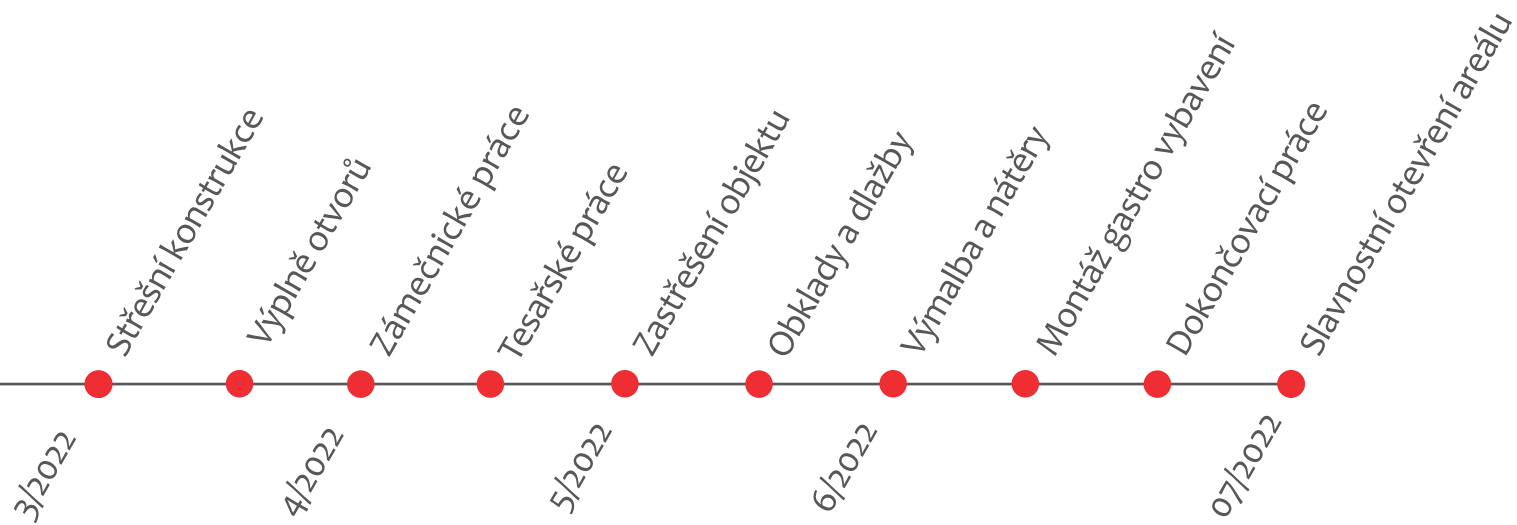 Střešní konstrukce
Výplně otvorů
Zámečnické práce
Tesařské práce
Zastřešení objektu
Obklady a dlažby
Výmalba a nátěry
Montáž gastro vybavení
Dokončovací práce
Slavnostní otevření areálu
3/2022
4/2022
5/2022
6/2022
07/2022